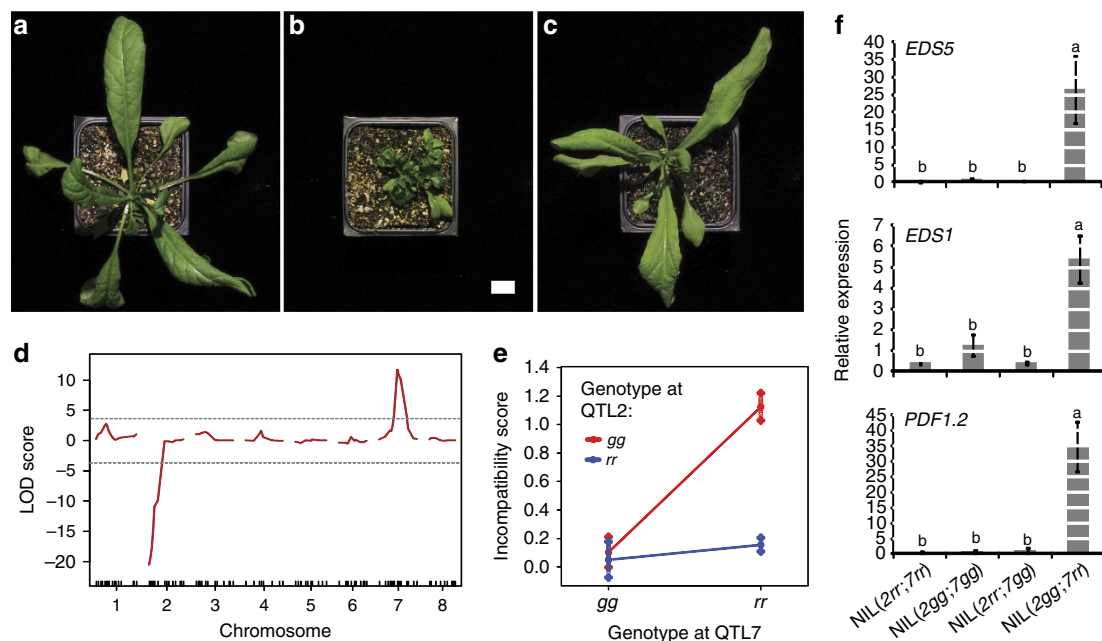 a
b
c
d
LOD score
10
5
0
−5
−10
−15
−20
1 2 3 4 5 6 7 8
Chromosome
e
Incompatibility score
1.4
1.2
1.0
0.8
0.6
0.4
0.2
0.0
Genotype at
QTL2:
gg
rr
gg rr
Genotype at QTL7
f
Relative expression
EDS5
40
35
30
25
20
15
10
5
0
b b b a
EDS1
7
6
5
4
3
2
1
0
b b b a
PDF1.2
45
40
35
30
25
20
15
10
5
0
b b b a
NIL(2rr;7rr)
NIL(2gg;7gg)
NIL(2rr;7gg)
NIL(2gg;7rr)